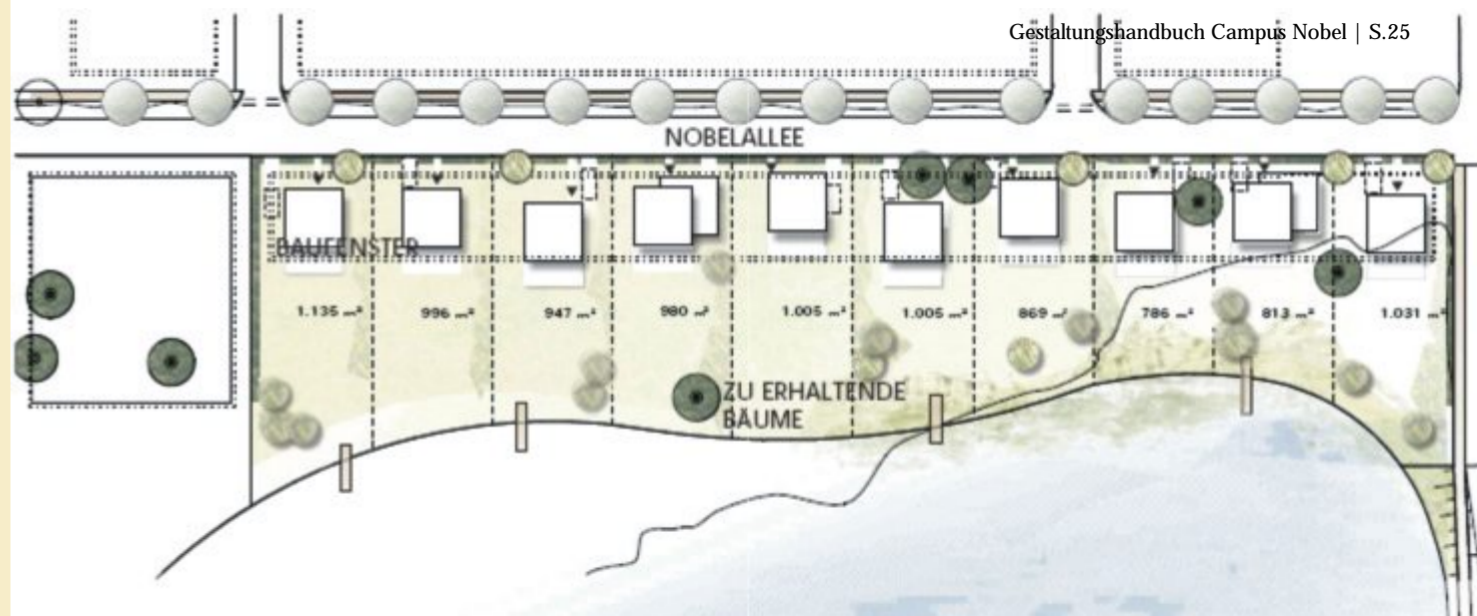 Gestaltungshandbuch Campus Nobel | S.25
NOBELALLEE
BAUFENSTER
1.135 m²
996 m²
947 m²
980 m²
1.005 m²
1.005 m²
869 m²
786 m²
813 m²
1.031 m²
ZU ERHALTENDE
BÄUME